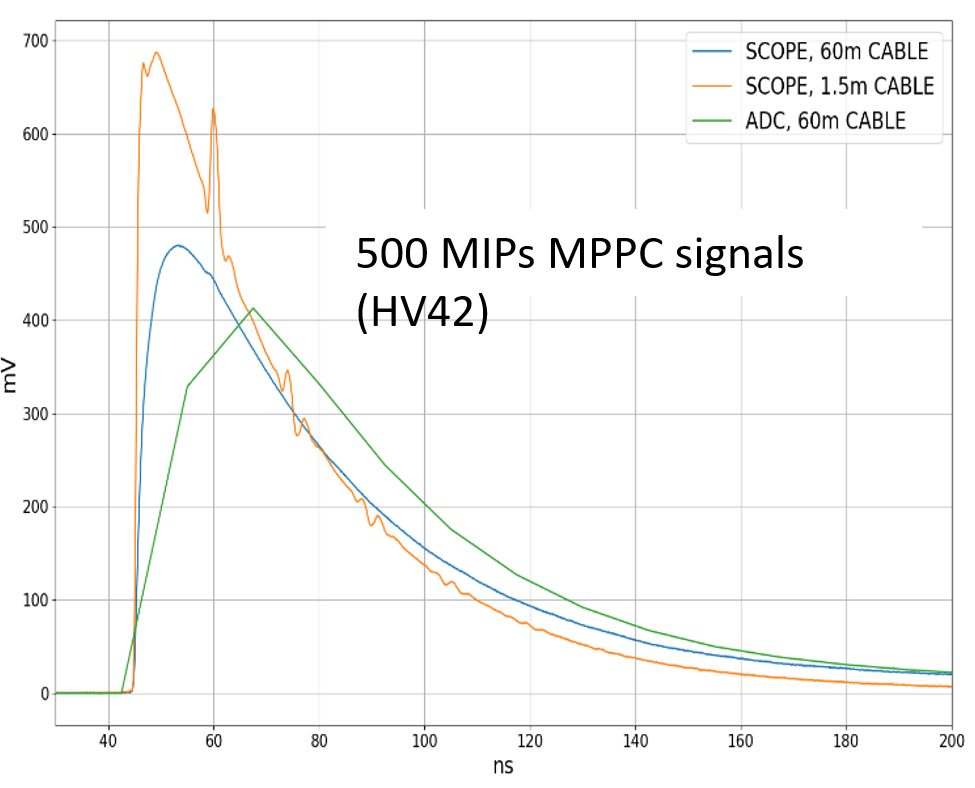 700
600
500
400
300
200
100
0
mV
SCOPE, 60m CABLE
SCOPE, 1.5m CABLE
ADC, 60m CABLE
500 MIPs MPPC signals
(HV42)
40 60 80 100 120 140 160 180 200
ns